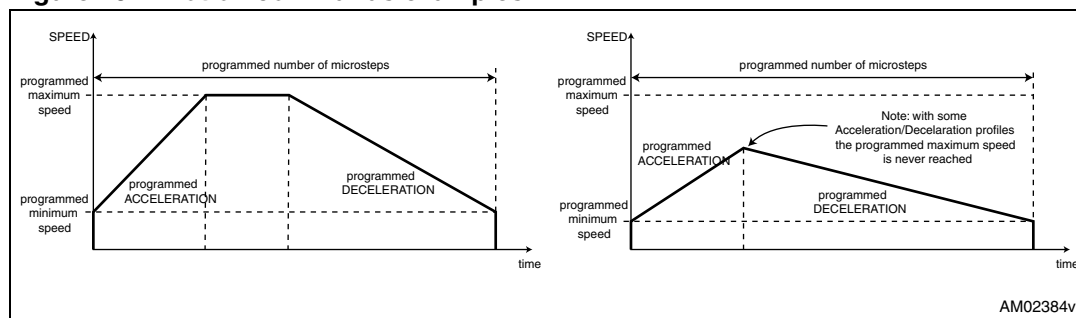 SPEED
programmed number of microsteps
programmed
maximum
speed
programmed
ACCELERATION
programmed
DECELERATION
programmed
minimum
speed
time
SPEED
programmed number of microsteps
programmed
maximum
speed
Note: with some
Acceleration/Decelaration profiles
the programmed maximum speed
is never reached
programmed
ACCELERATION
programmed
DECELERATION
programmed
minimum
speed
time
AM02384v